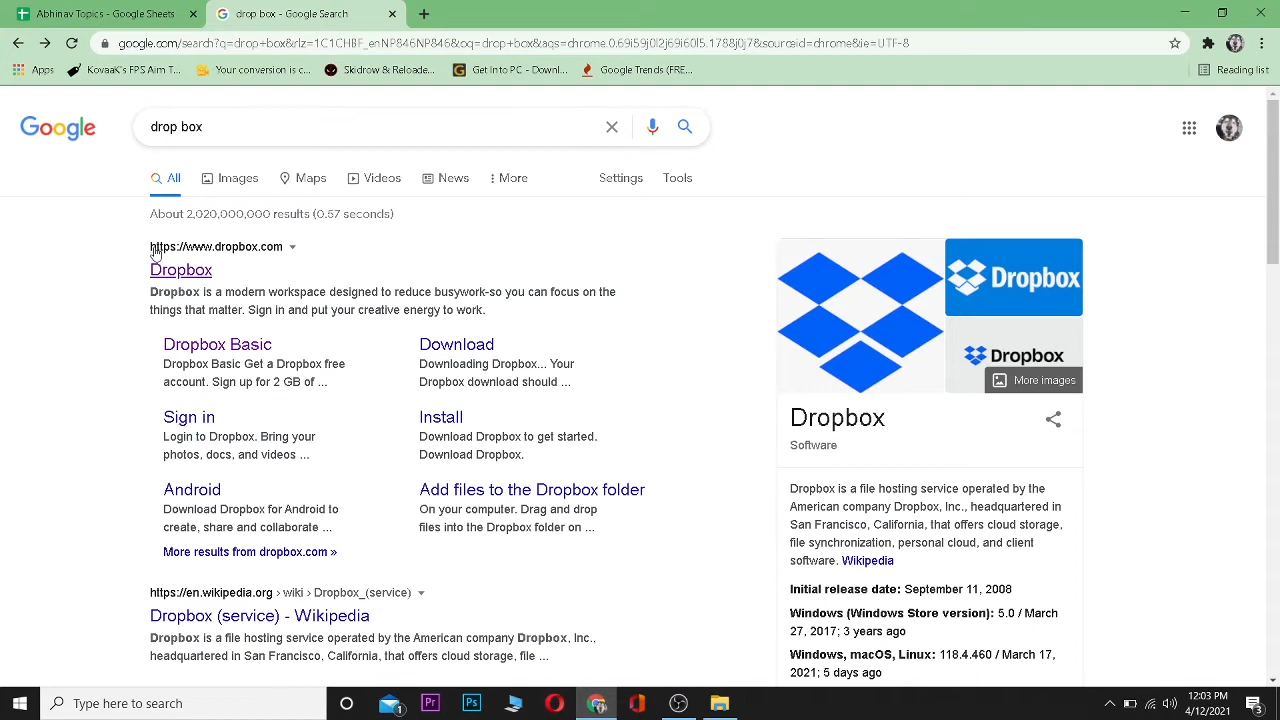 Abhinav Topics - Google Sheets
drop box - Google Search
google.com/search?q=drop+box&rlz=1C1CHBF_enNP846NP846&oq=drop+box&aqs=chrome.0.69i59j0l2j69i60l5.1788j0j7&sourceid=chrome&ie=UTF-8
Apps
KovaaK's FPS Aim T...
Your conversion is c...
Skidrow & Reloade...
Get Into PC - Downl...
Google Trends (FRE...
Reading list
Google
drop box
All
Images
Maps
Videos
News
More
Settings
Tools
About 2,020,000,000 results (0.57 seconds)
https://www.dropbox.com
Dropbox
Dropbox is a modern workspace designed to reduce busywork-so you can focus on the
things that matter. Sign in and put your creative energy to work.
Dropbox Basic
Dropbox Basic Get a Dropbox free
account. Sign up for 2 GB of ...
Download
Downloading Dropbox... Your
Dropbox download should ...
Sign in
Login to Dropbox. Bring your
photos, docs, and videos ...
Install
Download Dropbox to get started.
Download Dropbox.
Android
Download Dropbox for Android to
create, share and collaborate ...
Add files to the Dropbox folder
On your computer. Drag and drop
files into the Dropbox folder on ...
More results from dropbox.com »
https://en.wikipedia.org › wiki › Dropbox_(service)
Dropbox (service) - Wikipedia
Dropbox is a file hosting service operated by the American company Dropbox, Inc.,
headquartered in San Francisco, California, that offers cloud storage, file ...
Dropbox
Dropbox
More images
Dropbox
Software
Dropbox is a file hosting service operated by the
American company Dropbox, Inc., headquartered in
San Francisco, California, that offers cloud storage,
file synchronization, personal cloud, and client
software. Wikipedia
Initial release date: September 11, 2008
Windows (Windows Store version): 5.0 / March
27, 2017; 3 years ago
Windows, macOS, Linux: 118.4.460 / March 17,
2021; 5 days ago
Type here to search
1
Pr
Ps
12:03 PM
4/12/2021
3